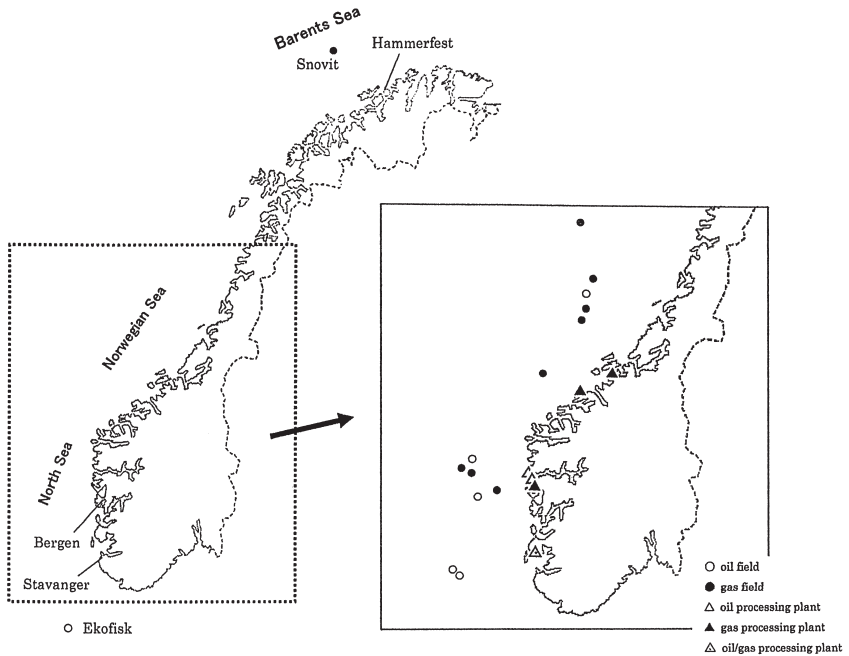 Barents Sea
Hammerfest
Snovit
Norwegian Sea
North Sea
Bergen
Stavanger
Ekofisk
oil field
gas field
oil processing plant
gas processing plant
oil/gas processing plant